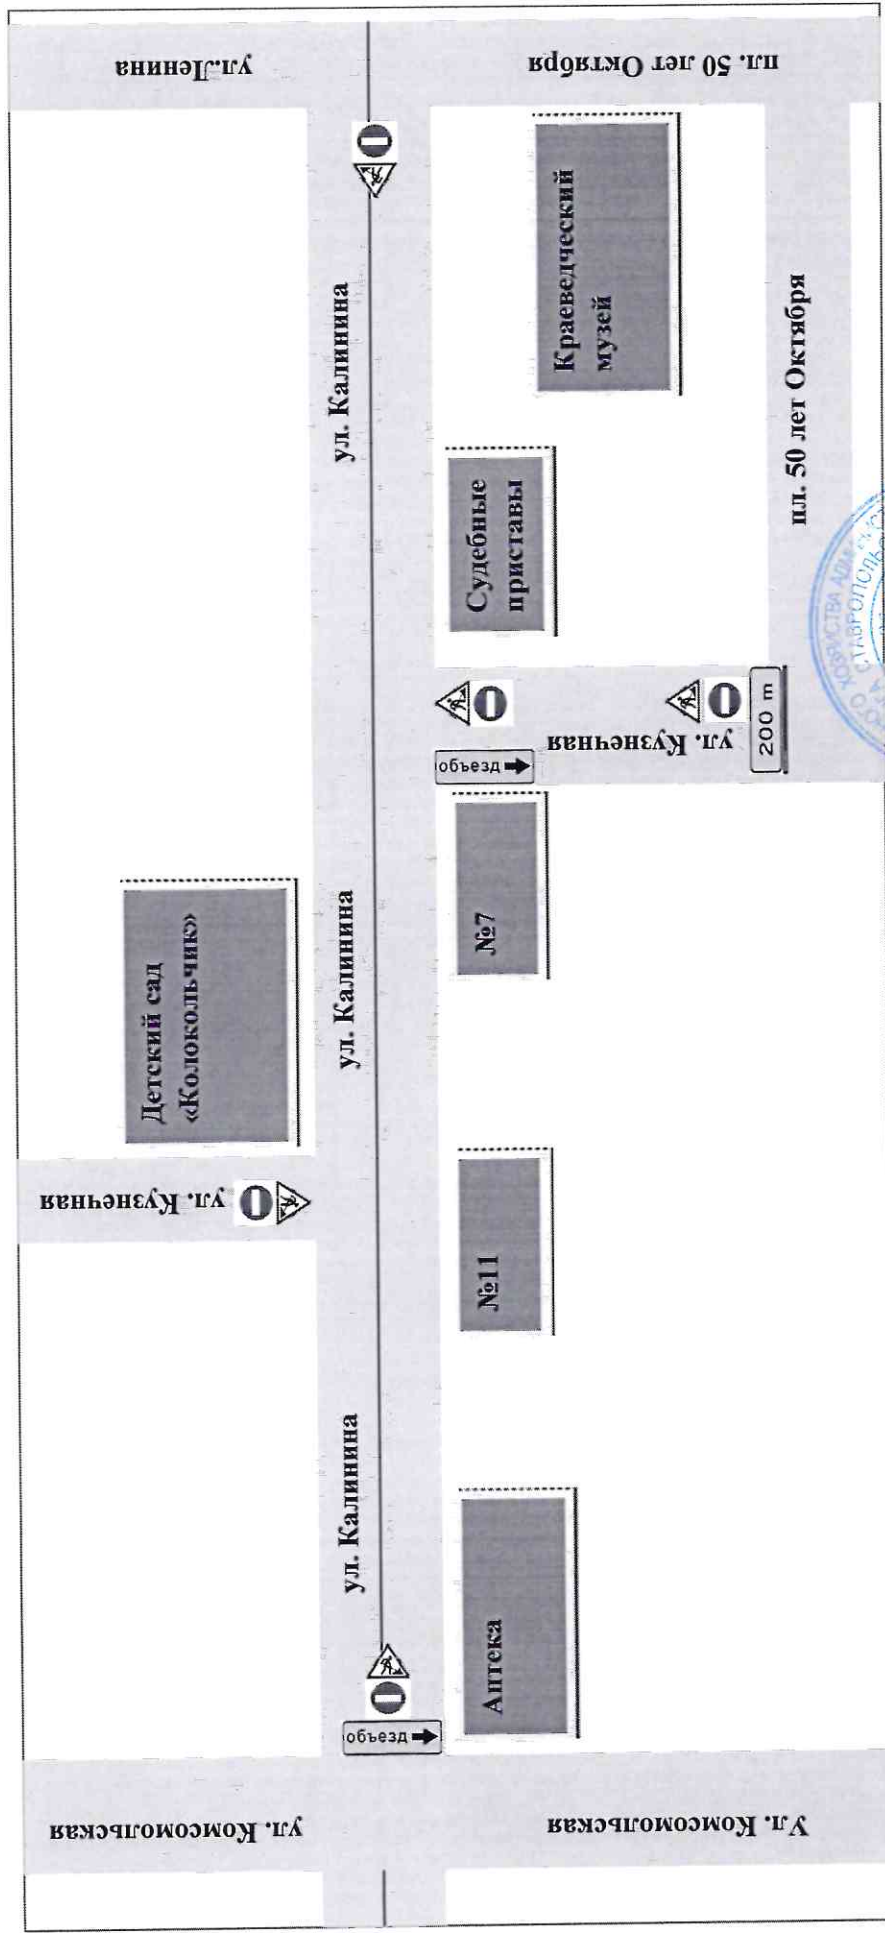 ул.Ленина
пл. 50 лет Октября
ул. Калинина
Краеведческий
музей
Судебные
приставы
пл. 50 лет Октября
ул. Кузнечная
200 m
объезд
№7
Детский сад
«Колокольчик»
ул. Калинина
ул. Кузнечная
№11
ул. Калинина
Аптека
объезд
ул. Комсомольская
Ул. Комсомольская
ХОЗЯЙСТВА